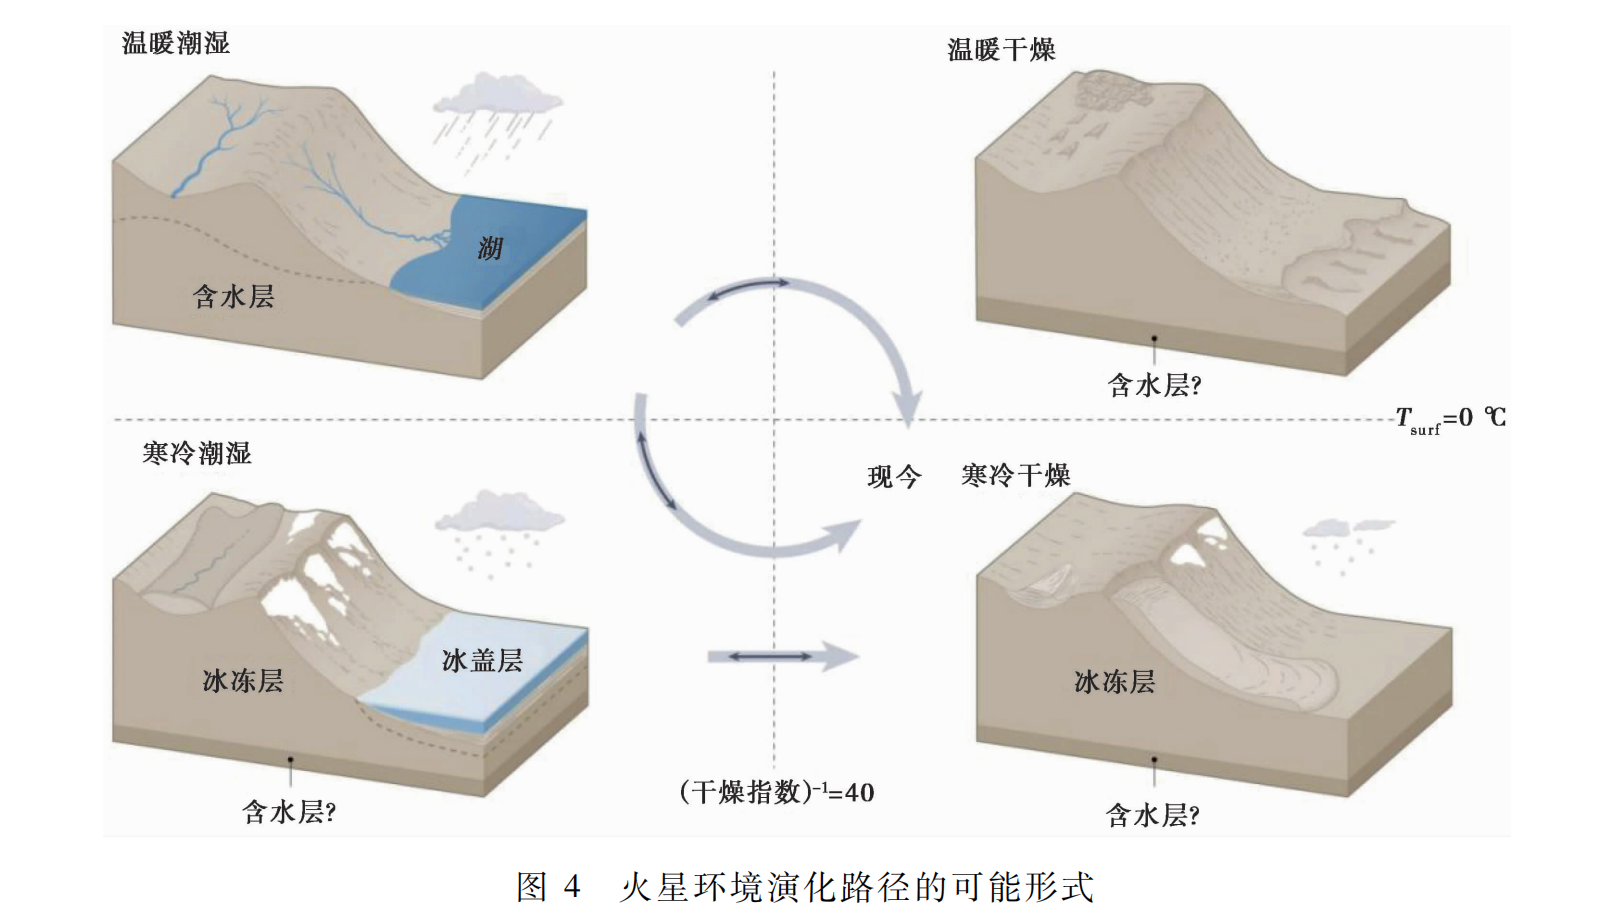 温暖潮湿
温暖干燥
湖
含水层
含水层?
T surf=0 ℃
寒冷潮湿
现今
寒冷干燥
冰盖层
冰冻层
冰冻层
(干燥指数)⁻¹=40
含水层?
含水层?
图 4 火星环境演化路径的可能形式